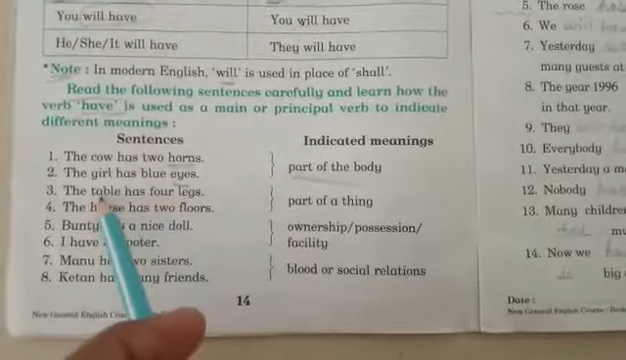 You will have
You will have
He/She/It will have
They will have
*Note : In modern English, 'will' is used in place of 'shall'.
Read the following sentences carefully and learn how the
verb 'have' is used as a main or principal verb to indicate
different meanings :
Sentences
Indicated meanings
1. The cow has two horns.
2. The girl has blue eyes.
part of the body
3. The table has four legs.
4. The has two floors.
part of a thing
5. Bunty a nice doll.
6. I have
ownership/possession/
facility
7. Manu sisters.
8. Ketan friends.
blood or social relations
14
New General English
5. The rose
6. We will
7. Yesterday
many guests at
8. The year 1996
in that year.
9. They
10. Everybody
11. Yesterday a
12. Nobody
13. Many
14. Now we
big
Date :
New General English Course :